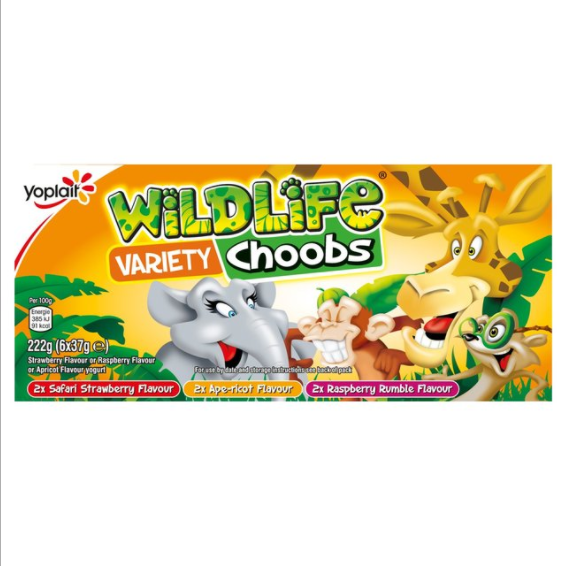 yoplait
WiLDLiFe®
VARIETY Choobs
Per 100g
Energie
385 kJ
91 kcal
222g (6x37g e)
Strawberry Flavour or Raspberry Flavour
or Apricot Flavour yogurt
For use by date and storage instructions see back of pack
2x Safari Strawberry Flavour
2x Ape-ricot Flavour
2x Raspberry Rumble Flavour